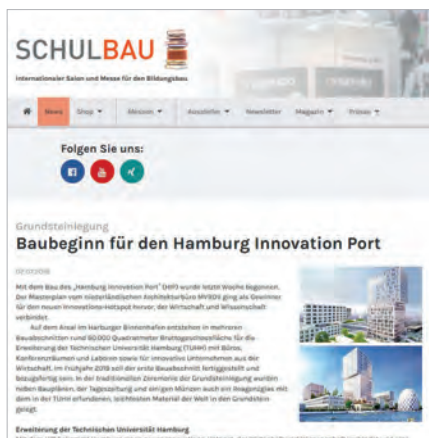 SCHULBAU
Internationaler Salon und Messe für den Bildungsbau
News Shop Messen Aussteller Newsletter Magazin Presse
Folgen Sie uns:
Grundsteinlegung
Baubeginn für den Hamburg Innovation Port
02.07.2018
Mit dem Bau des „Hamburg Innovation Port“ (HIP) wurde letzte Woche begonnen.
Der Masterplan vom niederländischen Architekturbüro MVRDV ging als Gewinner
für den neuen Innovations-Hotspot hervor, der Wirtschaft und Wissenschaft
verbindet.
Auf dem Areal im Harburger Binnenhafen entstehen in mehreren
Bauabschnitten rund 60.000 Quadratmeter Bruttogeschossfläche für die
Erweiterung der Technischen Universität Hamburg (TUHH) mit Büros,
Konferenzräumen und Laboren sowie für innovative Unternehmen aus der
Wirtschaft. Im Frühjahr 2019 soll der erste Bauabschnitt fertiggestellt und
bezugsfertig sein. In der traditionellen Zeremonie der Grundsteinlegung wurden
neben Bauplänen, der Tageszeitung und einigen Münzen auch ein Reagenzglas mit
dem in der TUHH erfundenen, leichtesten Material der Welt in den Grundstein
gelegt.
Erweiterung der Technischen Universität Hamburg